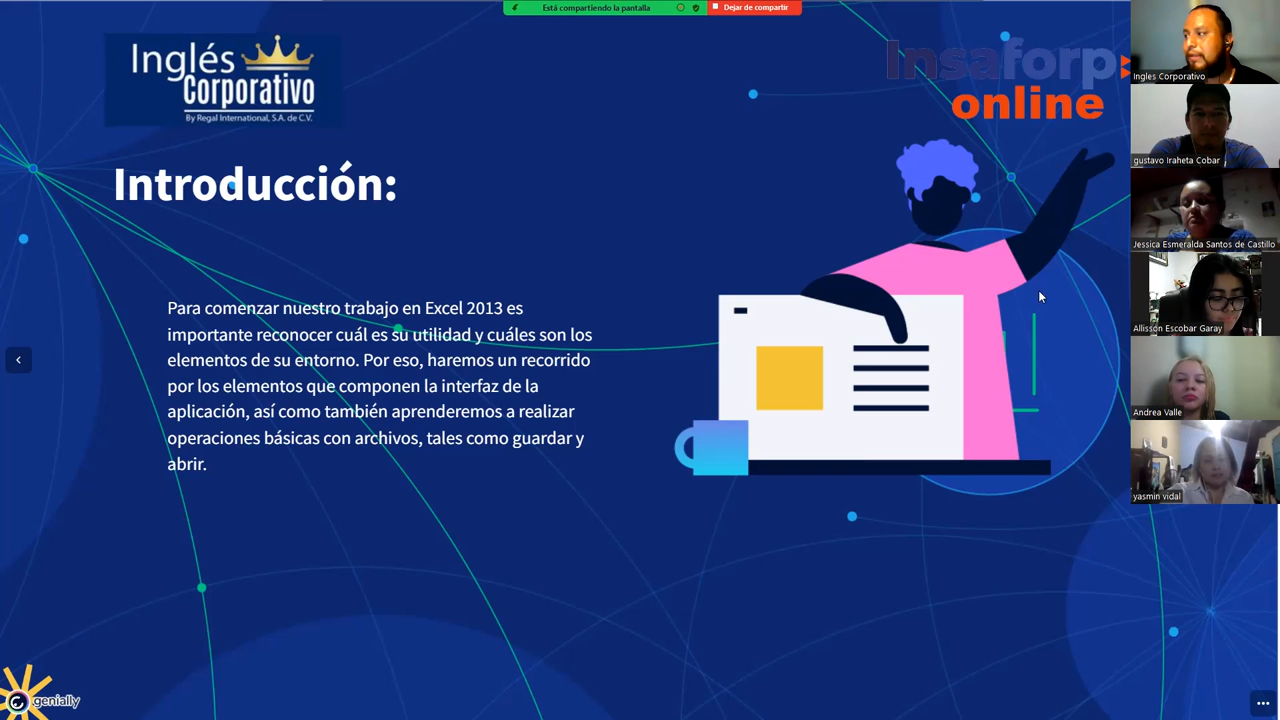 Está compartiendo la pantalla
Dejar de compartir
Inglés
Corporativo
By Regal International, S.A. de C.V.
Insaforp
online
Introducción:
Para comenzar nuestro trabajo en Excel 2013 es
importante reconocer cuál es su utilidad y cuáles son los
elementos de su entorno. Por eso, haremos un recorrido
por los elementos que componen la interfaz de la
aplicación, así como también aprenderemos a realizar
operaciones básicas con archivos, tales como guardar y
abrir.
Ingles Corporativo
gustavo Iraheta Cobar
Jessica Esmeralda Santos de Castillo
Allisson Escobar Garay
Andrea Valle
yasmin vidal
genially